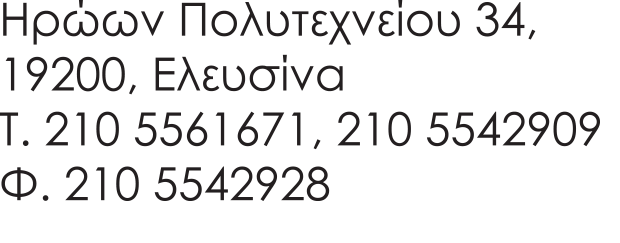 Ηρώων Πολυτεχνείου 34,
19200, Ελευσίνα
Τ. 210 5561671, 210 5542909
Φ. 210 5542928